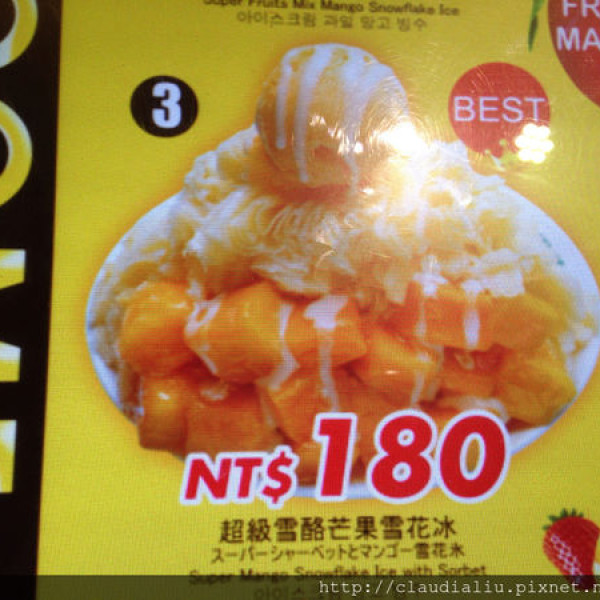 Super Fruits Mix Mango Snowflake Ice
아이스크림 과일 망고 빙수
FR
MA
3
BEST
NT$180
超級雪酪芒果雪花冰
スーパーシャーベットとマンゴー雪花氷
Super Mango Snowflake Ice with Sorbet
http://claudialiu.pixnet.n